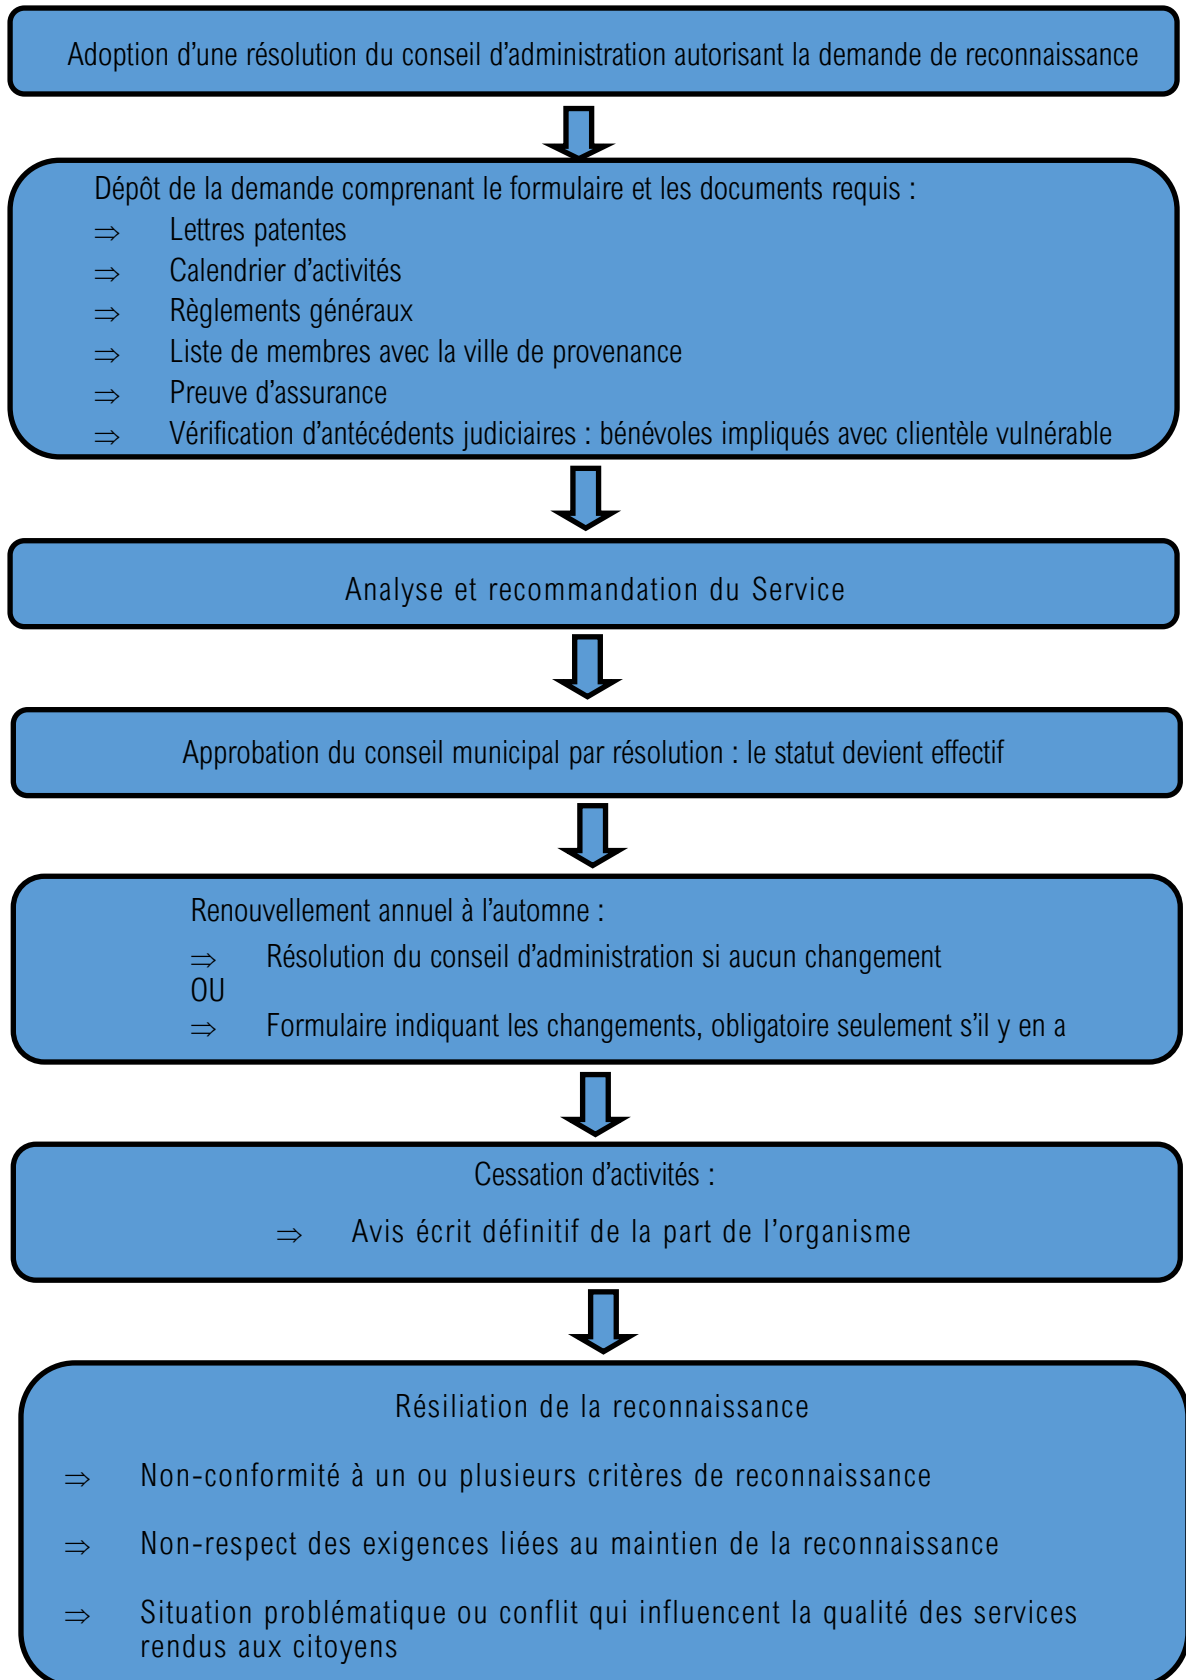 Adoption d’une résolution du conseil d’administration autorisant la demande de reconnaissance
Dépôt de la demande comprenant le formulaire et les documents requis :
⇒ Lettres patentes
⇒ Calendrier d’activités
⇒ Règlements généraux
⇒ Liste de membres avec la ville de provenance
⇒ Preuve d’assurance
⇒ Vérification d’antécédents judiciaires : bénévoles impliqués avec clientèle vulnérable
Analyse et recommandation du Service
Approbation du conseil municipal par résolution : le statut devient effectif
Renouvellement annuel à l’automne :
⇒ Résolution du conseil d’administration si aucun changement
OU
⇒ Formulaire indiquant les changements, obligatoire seulement s’il y en a
Cessation d’activités :
⇒ Avis écrit définitif de la part de l’organisme
Résiliation de la reconnaissance
⇒ Non-conformité à un ou plusieurs critères de reconnaissance
⇒ Non-respect des exigences liées au maintien de la reconnaissance
⇒ Situation problématique ou conflit qui influencent la qualité des services
rendus aux citoyens